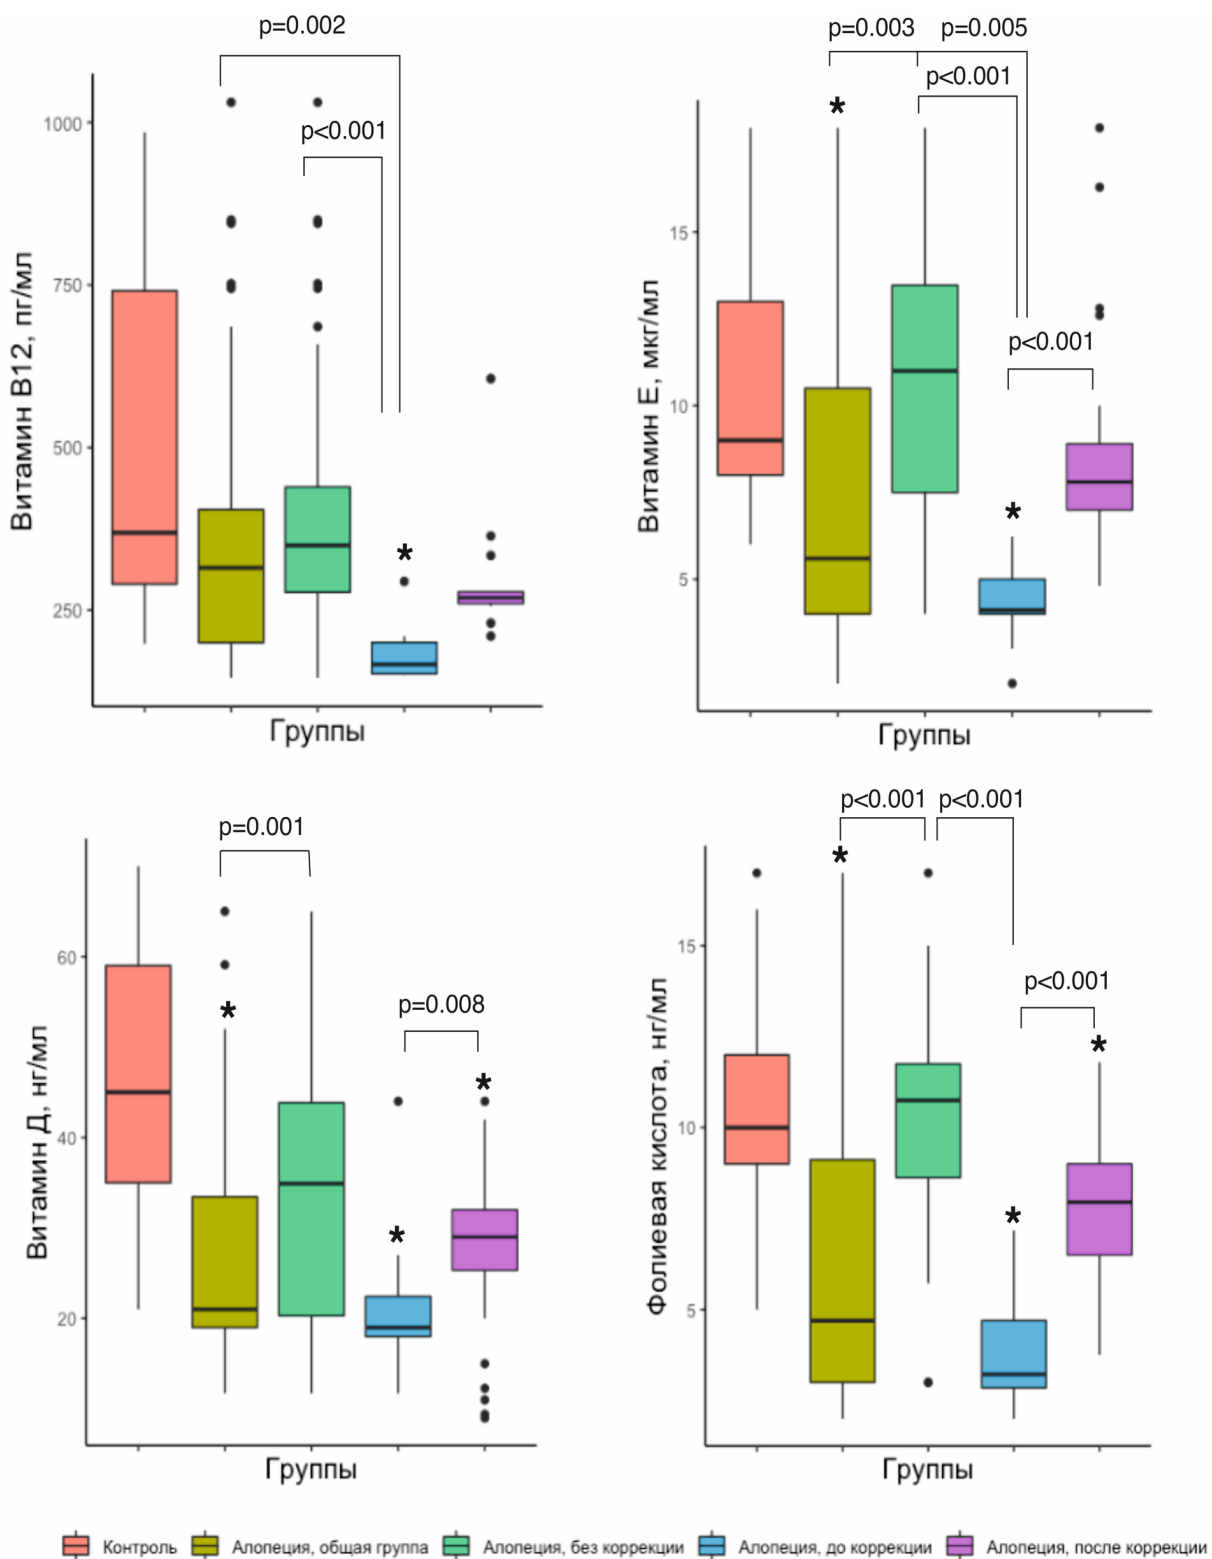 p=0.002
p<0.001
1000
750
500
250
Витамин В12, пг/мл
Группы
p=0.003 p=0.005
p<0.001
*
15
p<0.001
10
*
5
Витамин Е, мкг/мл
Группы
*
p=0.001
60
*
p=0.008
*
40
*
20
Витамин Д, нг/мл
Группы
p<0.001 p<0.001
*
15
p<0.001
*
10
*
5
Фолиевая кислота, нг/мл
Группы
Контроль Алопеция, общая группа Алопеция, без коррекции Алопеция, до коррекции Алопеция, после коррекции